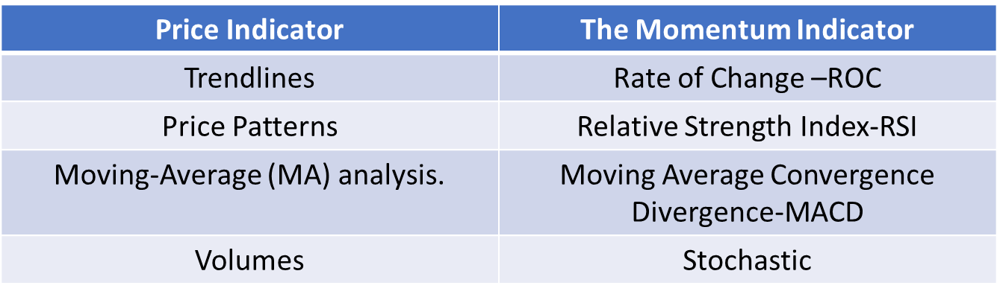 Price Indicator
The Momentum Indicator
Trendlines
Rate of Change –ROC
Price Patterns
Relative Strength Index-RSI
Moving-Average (MA) analysis.
Moving Average Convergence
Divergence-MACD
Volumes
Stochastic